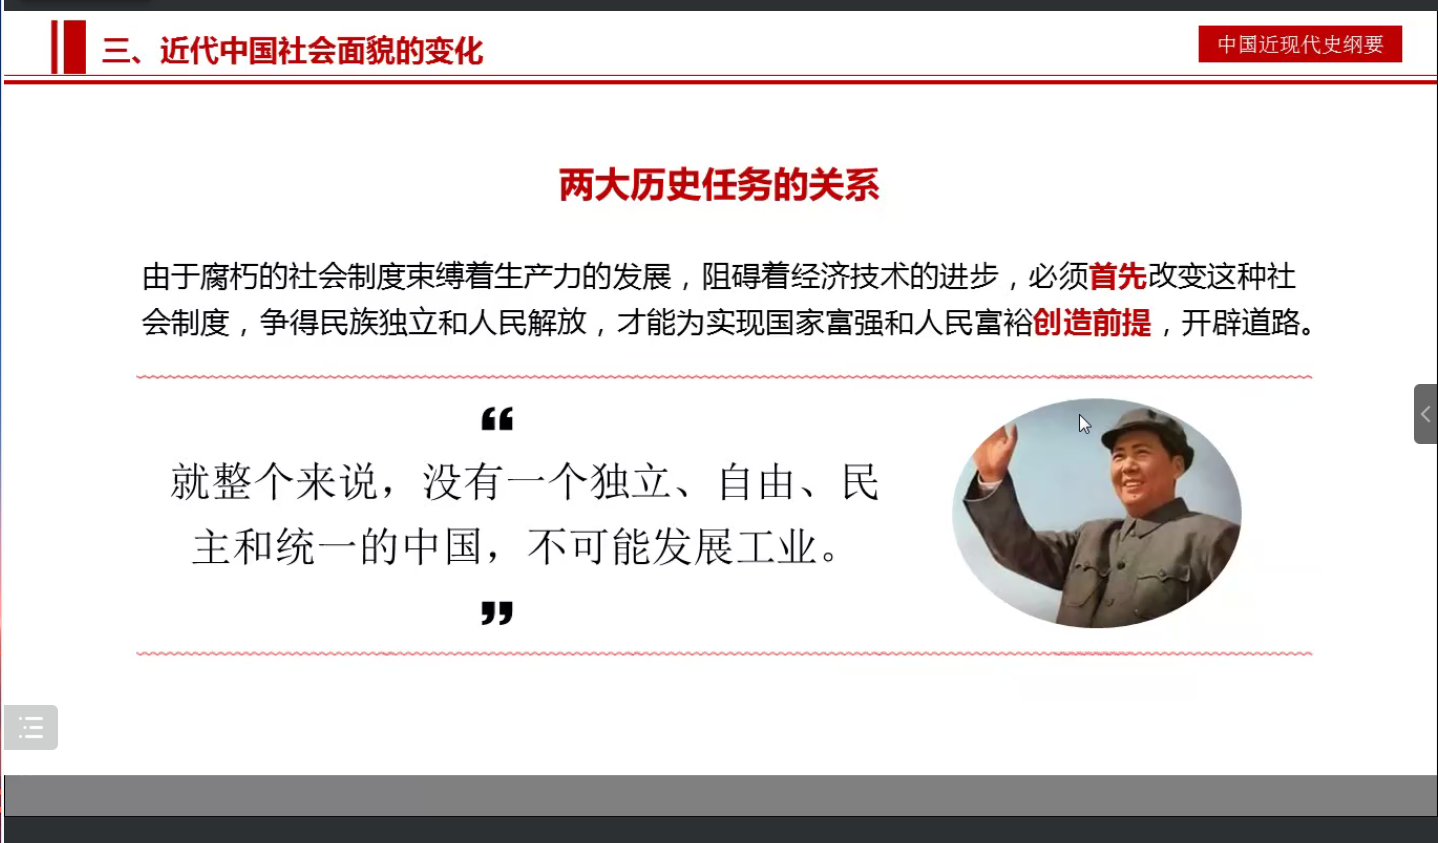 三、近代中国社会面貌的变化
中国近现代史纲要
两大历史任务的关系
由于腐朽的社会制度束缚着生产力的发展，阻碍着经济技术的进步，必须首先改变这种社
会制度，争得民族独立和人民解放，才能为实现国家富强和人民富裕创造前提，开辟道路。
“
就整个来说，没有一个独立、自由、民
主和统一的中国，不可能发展工业。
”